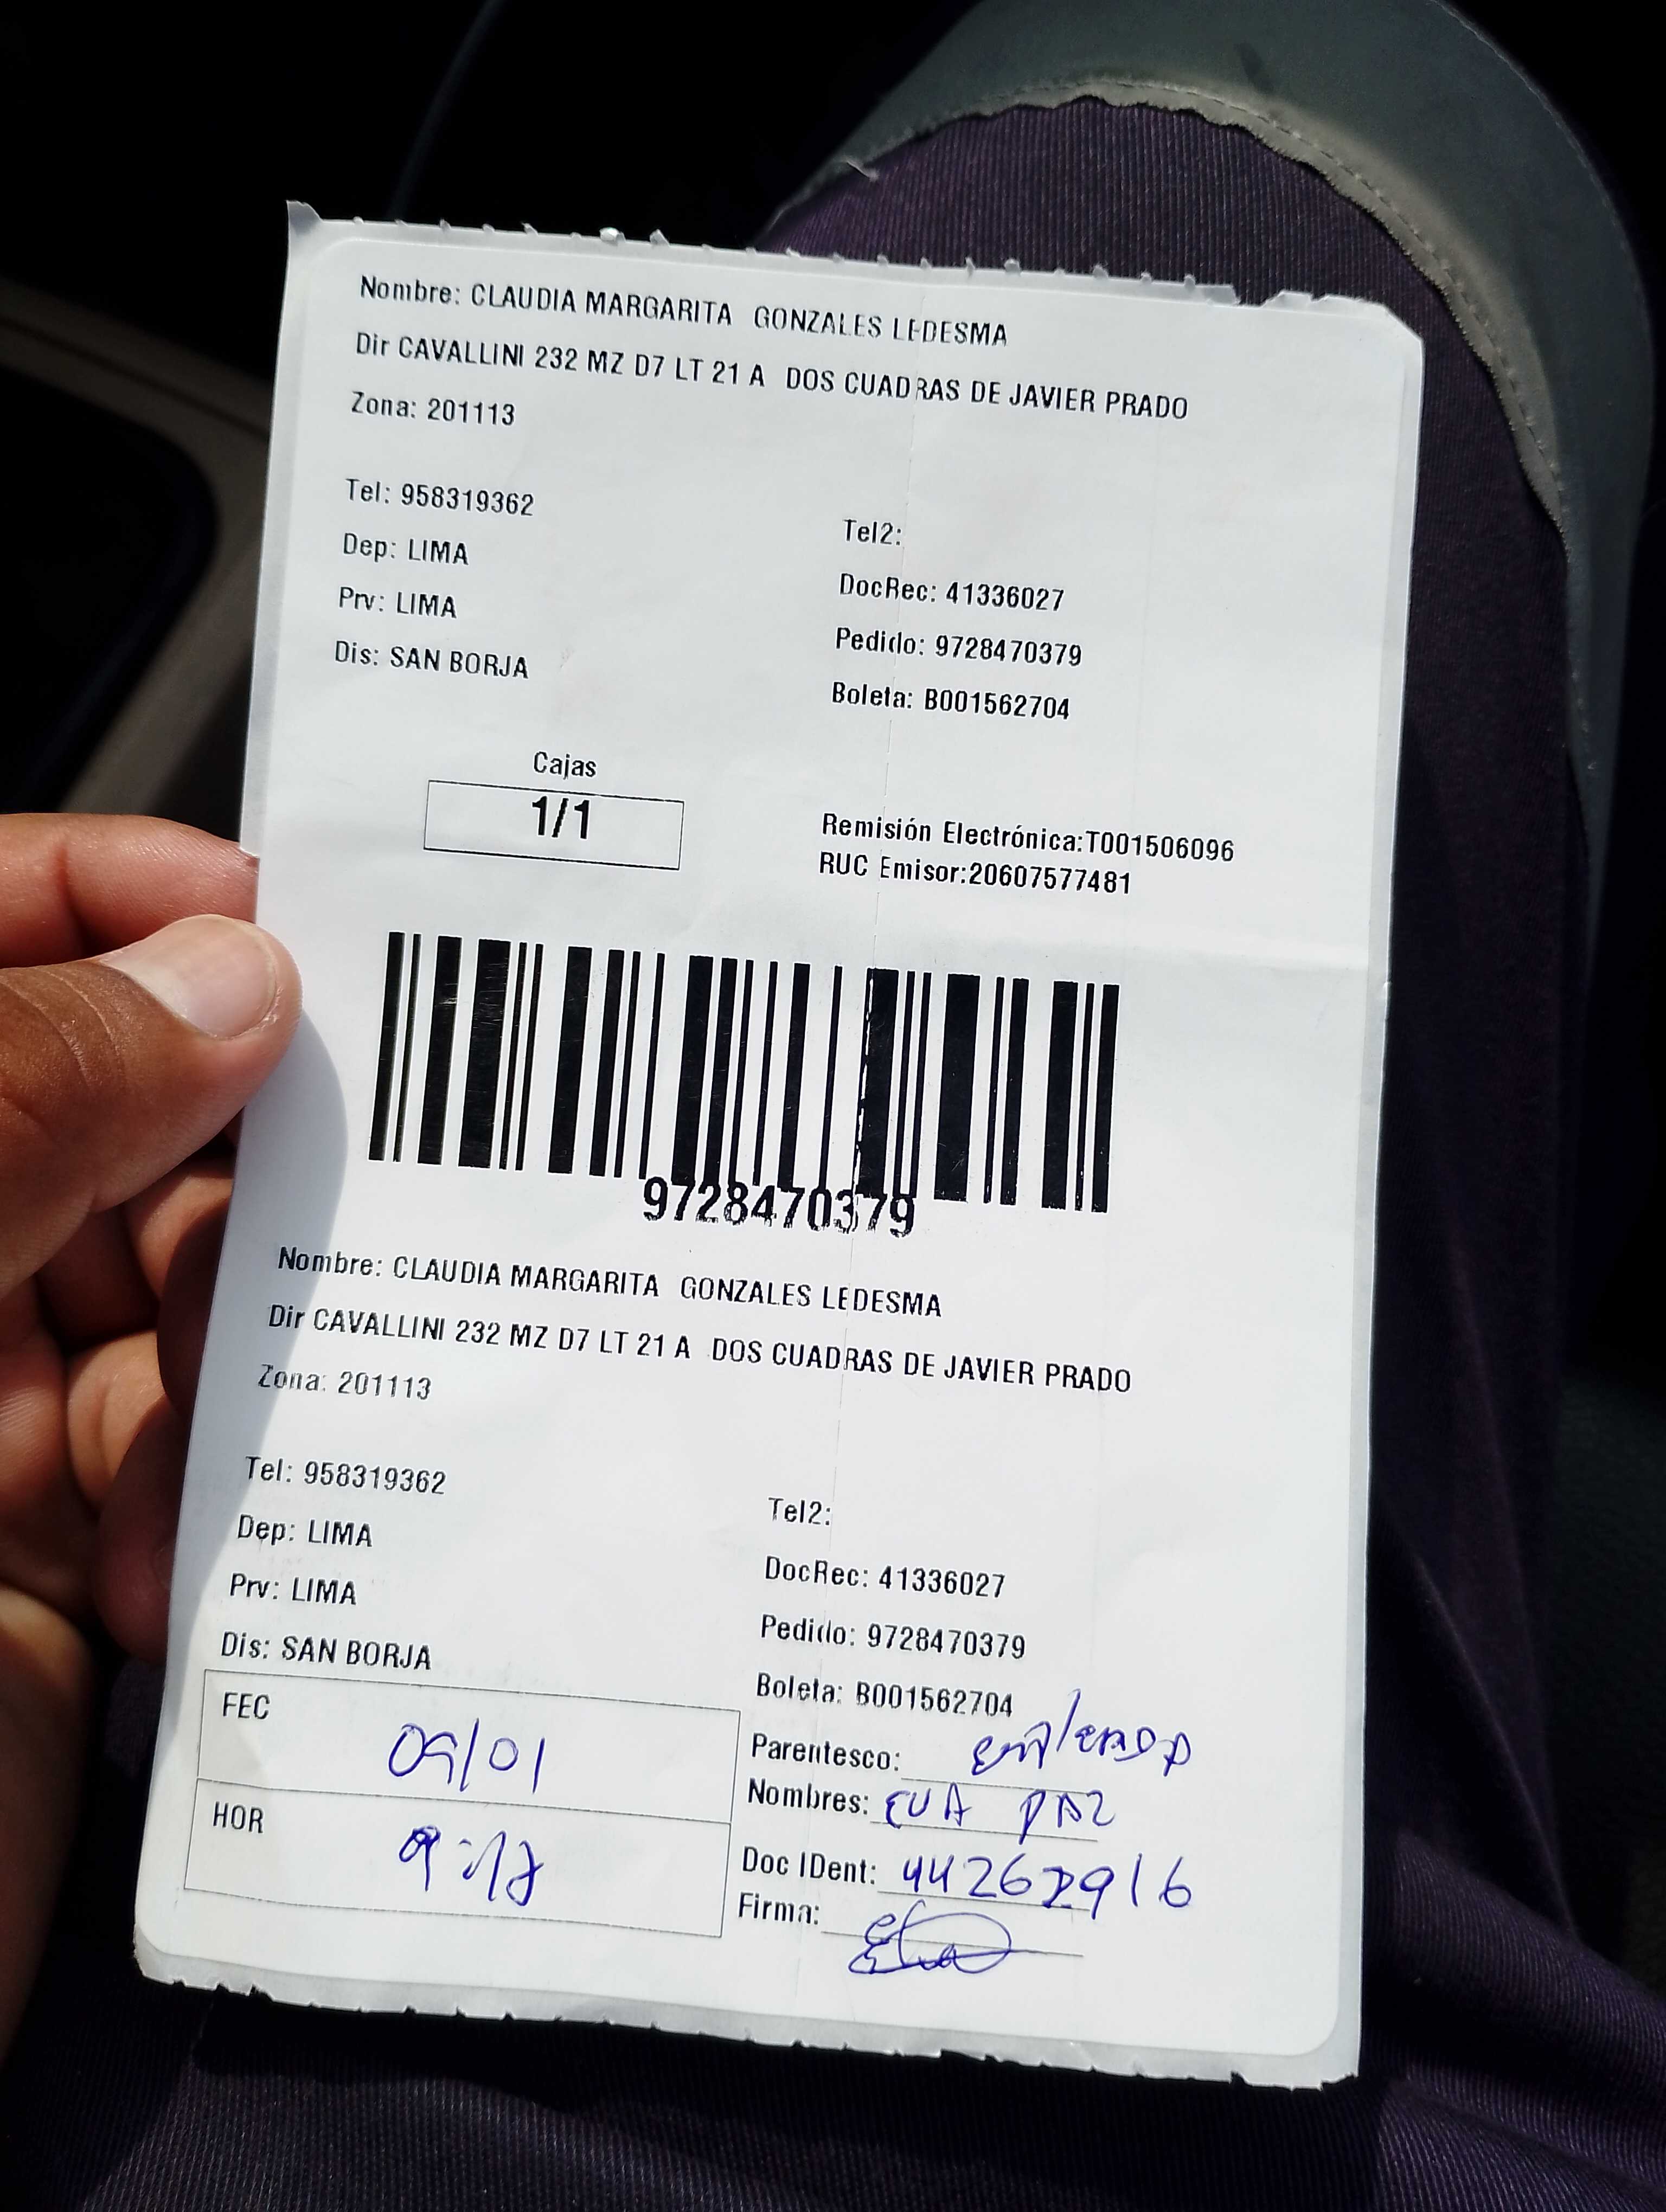 Nombre: CLAUDIA MARGARITA GONZALES LEDESMA
Dir CAVALLINI 232 MZ D7 LT 21 A DOS CUADRAS DE JAVIER PRADO
Zona: 201113
Tel: 958319362
Tel2:
Dep: LIMA
DocRec: 41336027
Prv: LIMA
Pedido: 9728470379
Dis: SAN BORJA
Boleta: B001562704
Cajas
1/1
Remisión Electrónica:T001506096
RUC Emisor:20607577481
9728470379
Nombre: CLAUDIA MARGARITA GONZALES LEDESMA
Dir CAVALLINI 232 MZ D7 LT 21 A DOS CUADRAS DE JAVIER PRADO
Zona: 201113
Tel: 958319362
Tel2:
Dep: LIMA
DocRec: 41336027
Prv: LIMA
Pedido: 9728470379
Dis: SAN BORJA
Boleta: B001562704
FEC 09/01
Parentesco:
Nombres: EVA PAZ
HOR
Doc IDent: 44262916
Firma: